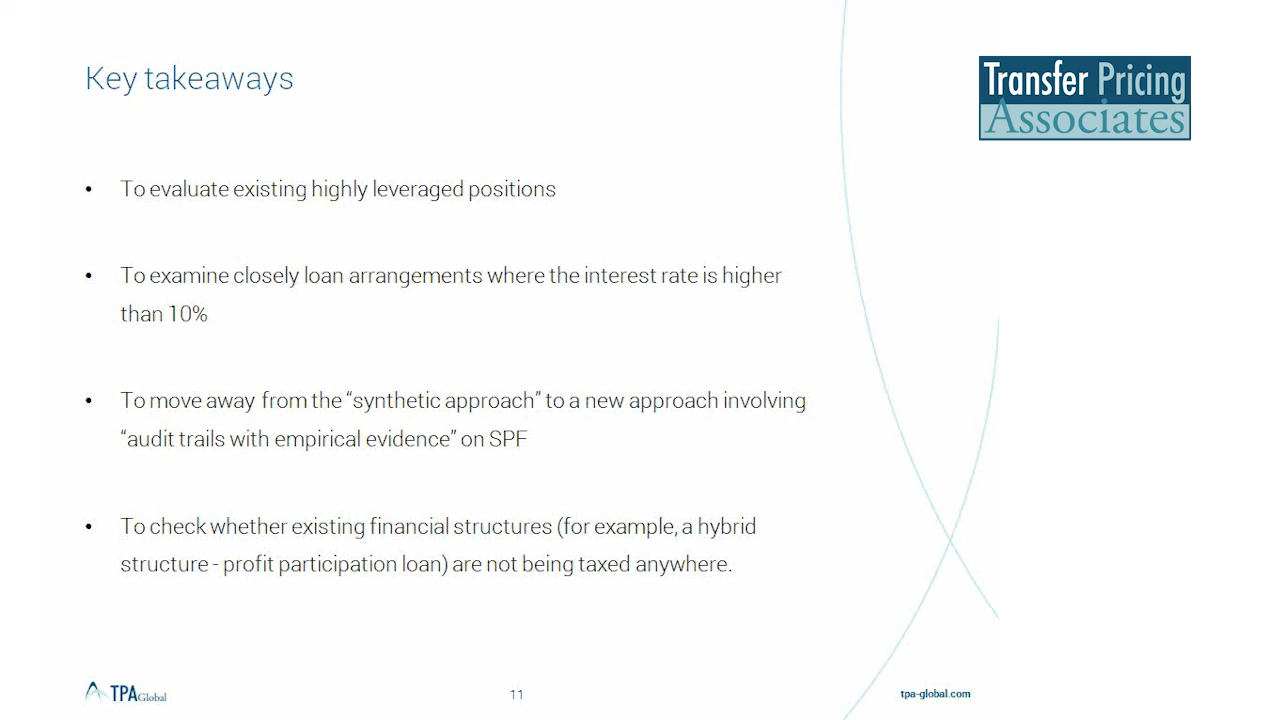 Key takeaways
Transfer Pricing
Associates
• To evaluate existing highly leveraged positions
• To examine closely loan arrangements where the interest rate is higher
than 10%
• To move away from the “synthetic approach” to a new approach involving
“audit trails with empirical evidence” on SPF
• To check whether existing financial structures (for example, a hybrid
structure - profit participation loan) are not being taxed anywhere.
TPA Global
11
tpa-global.com